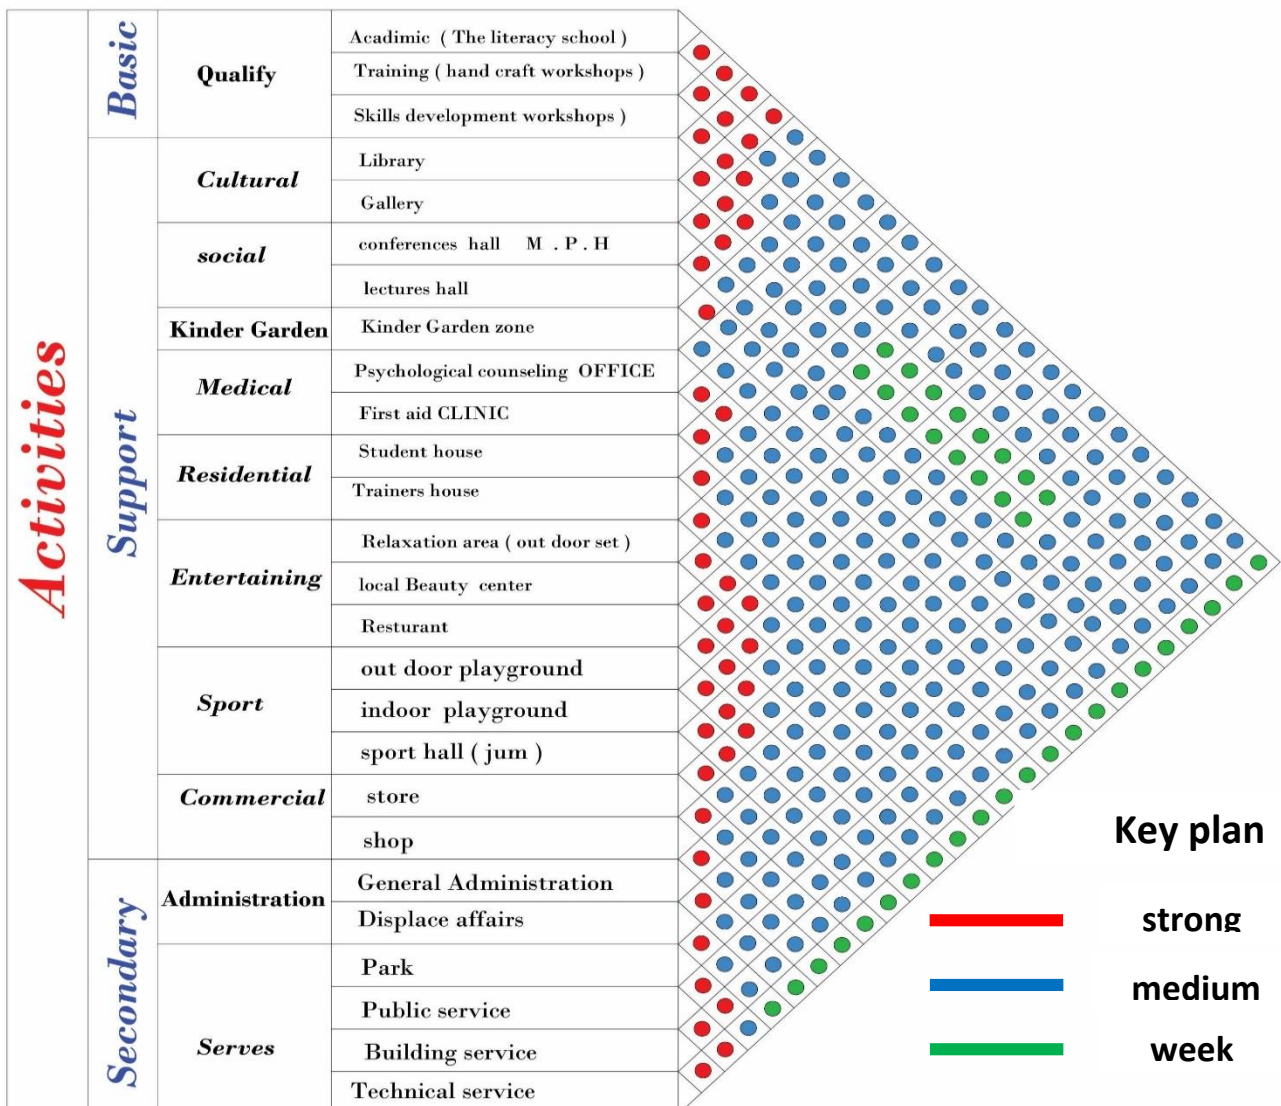 Activities
Basic
Qualify
Acadimic ( The literacy school )
Training ( hand craft workshops )
Skills development workshops )
Support
Cultural
Library
Gallery
social
conferences hall M . P . H
lectures hall
Kinder Garden
Kinder Garden zone
Medical
Psychological counseling OFFICE
First aid CLINIC
Residential
Student house
Trainers house
Entertaining
Relaxation area ( out door set )
local Beauty center
Resturant
Sport
out door playground
indoor playground
sport hall ( jum )
Commercial
store
shop
Secondary
Administration
General Administration
Displace affairs
Serves
Park
Public service
Building service
Technical service
Key plan
strong
medium
week